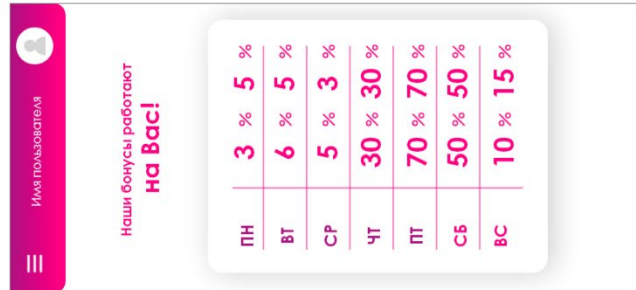 Имя пользователя
Наши бонусы работают
на Вас!
ПН 3 % 5 %
ВТ 6 % 5 %
СР 5 % 3 %
ЧТ 30 % 30 %
ПТ 70 % 70 %
СБ 50 % 50 %
ВС 10 % 15 %